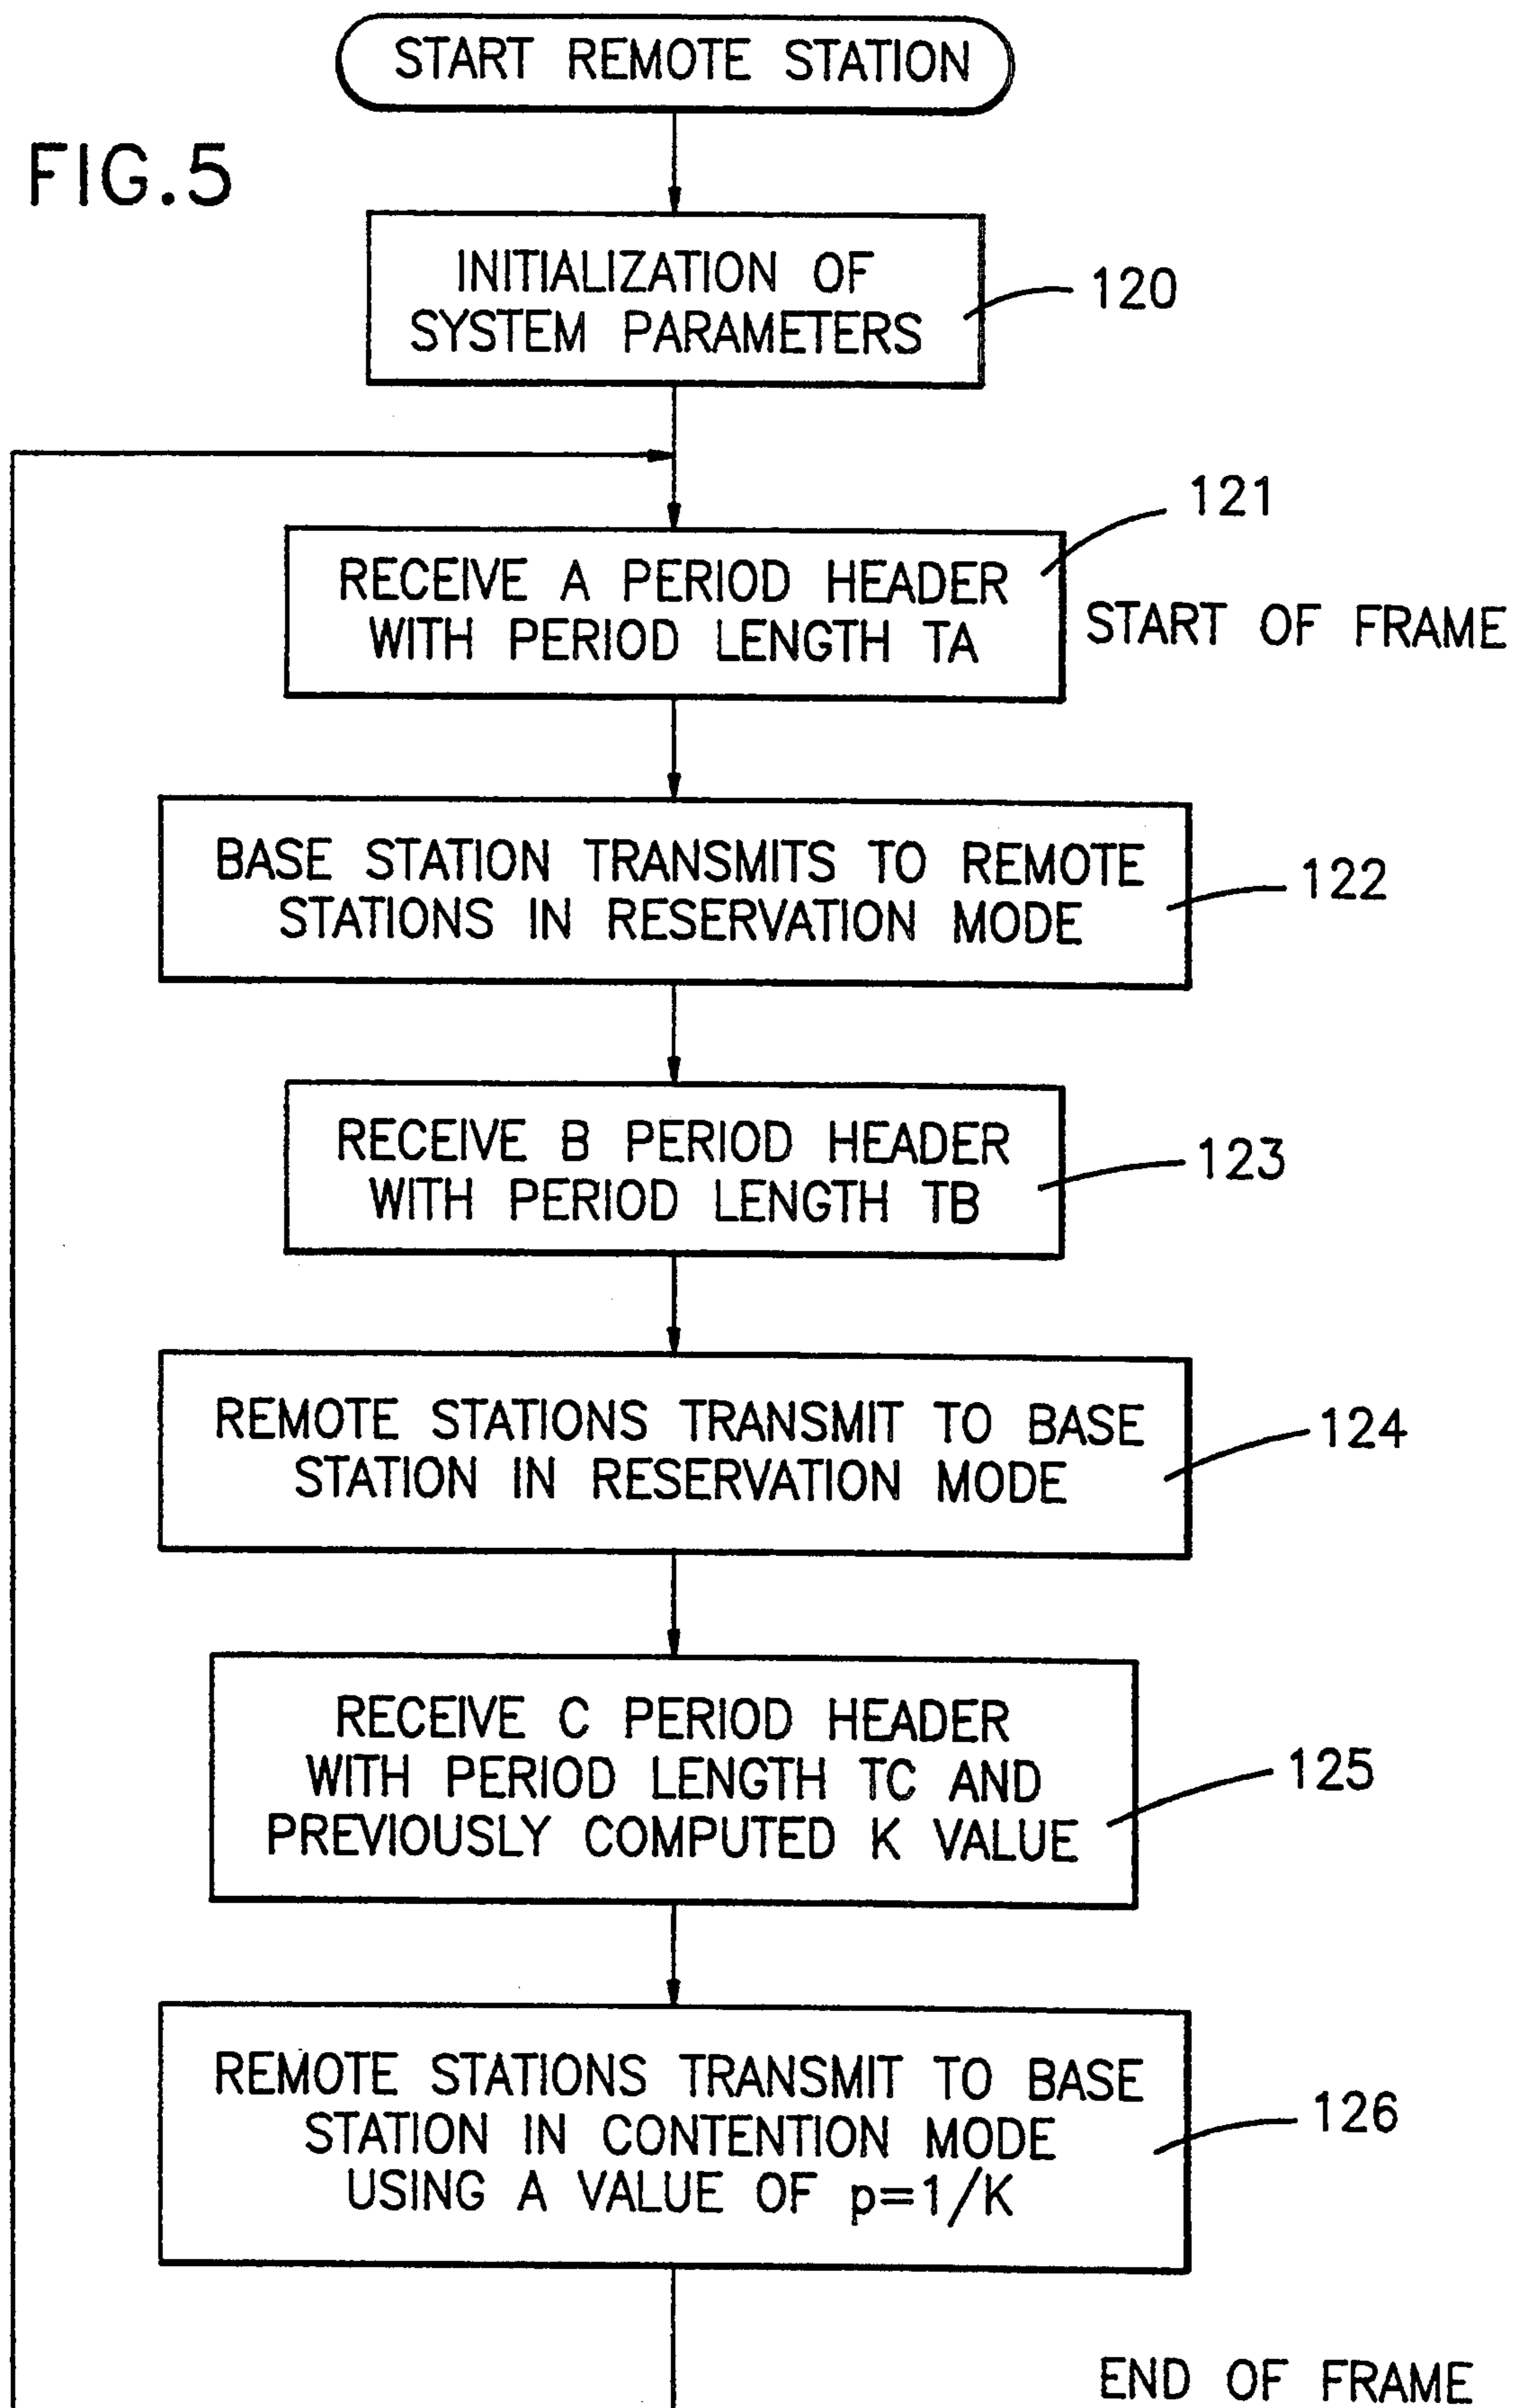 START REMOTE STATION
FIG.5
INITIALIZATION OF
SYSTEM PARAMETERS
120
121
RECEIVE A PERIOD HEADER
WITH PERIOD LENGTH TA
START OF FRAME
BASE STATION TRANSMITS TO REMOTE
STATIONS IN RESERVATION MODE
122
RECEIVE B PERIOD HEADER
WITH PERIOD LENGTH TB
123
REMOTE STATIONS TRANSMIT TO BASE
STATION IN RESERVATION MODE
124
RECEIVE C PERIOD HEADER
WITH PERIOD LENGTH TC AND
PREVIOUSLY COMPUTED K VALUE
125
REMOTE STATIONS TRANSMIT TO BASE
STATION IN CONTENTION MODE
USING A VALUE OF p=1/K
126
END OF FRAME